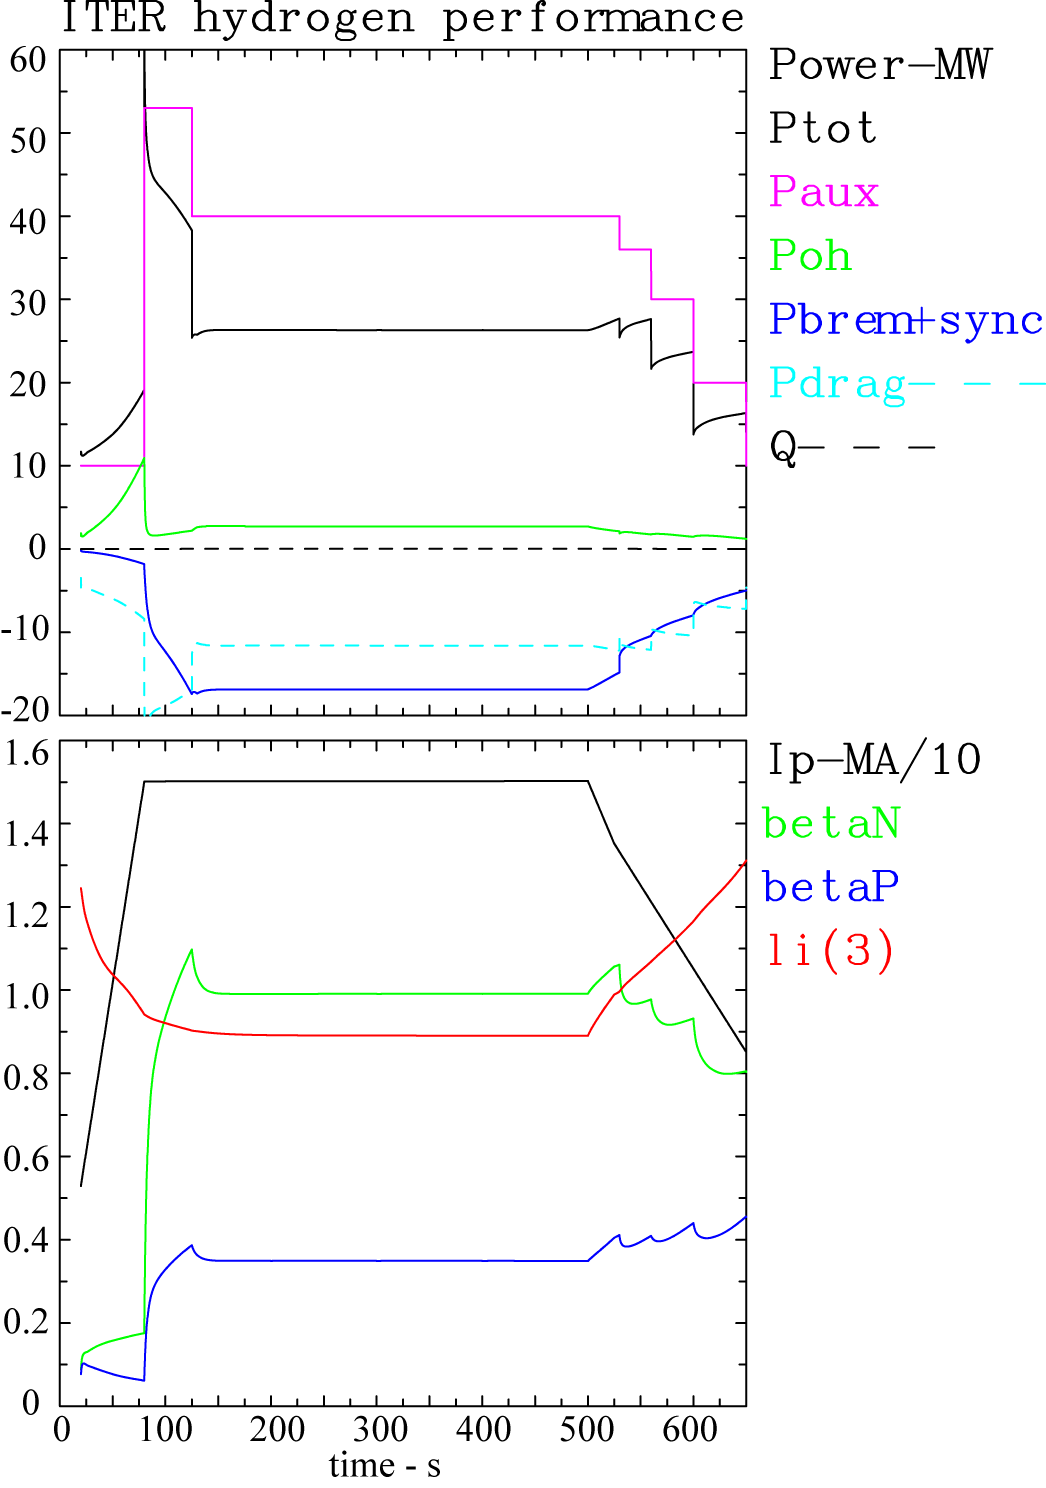 ITER hydrogen performance
60
50
40
30
20
10
0
-10
-20
Power-MW
Ptot
Paux
Poh
Pbrem+sync
Pdrag- - - -
Q- - - -
1.6
1.4
1.2
1.0
0.8
0.6
0.4
0.2
0
Ip-MA/10
betaN
betaP
li(3)
0 100 200 300 400 500 600
time - s